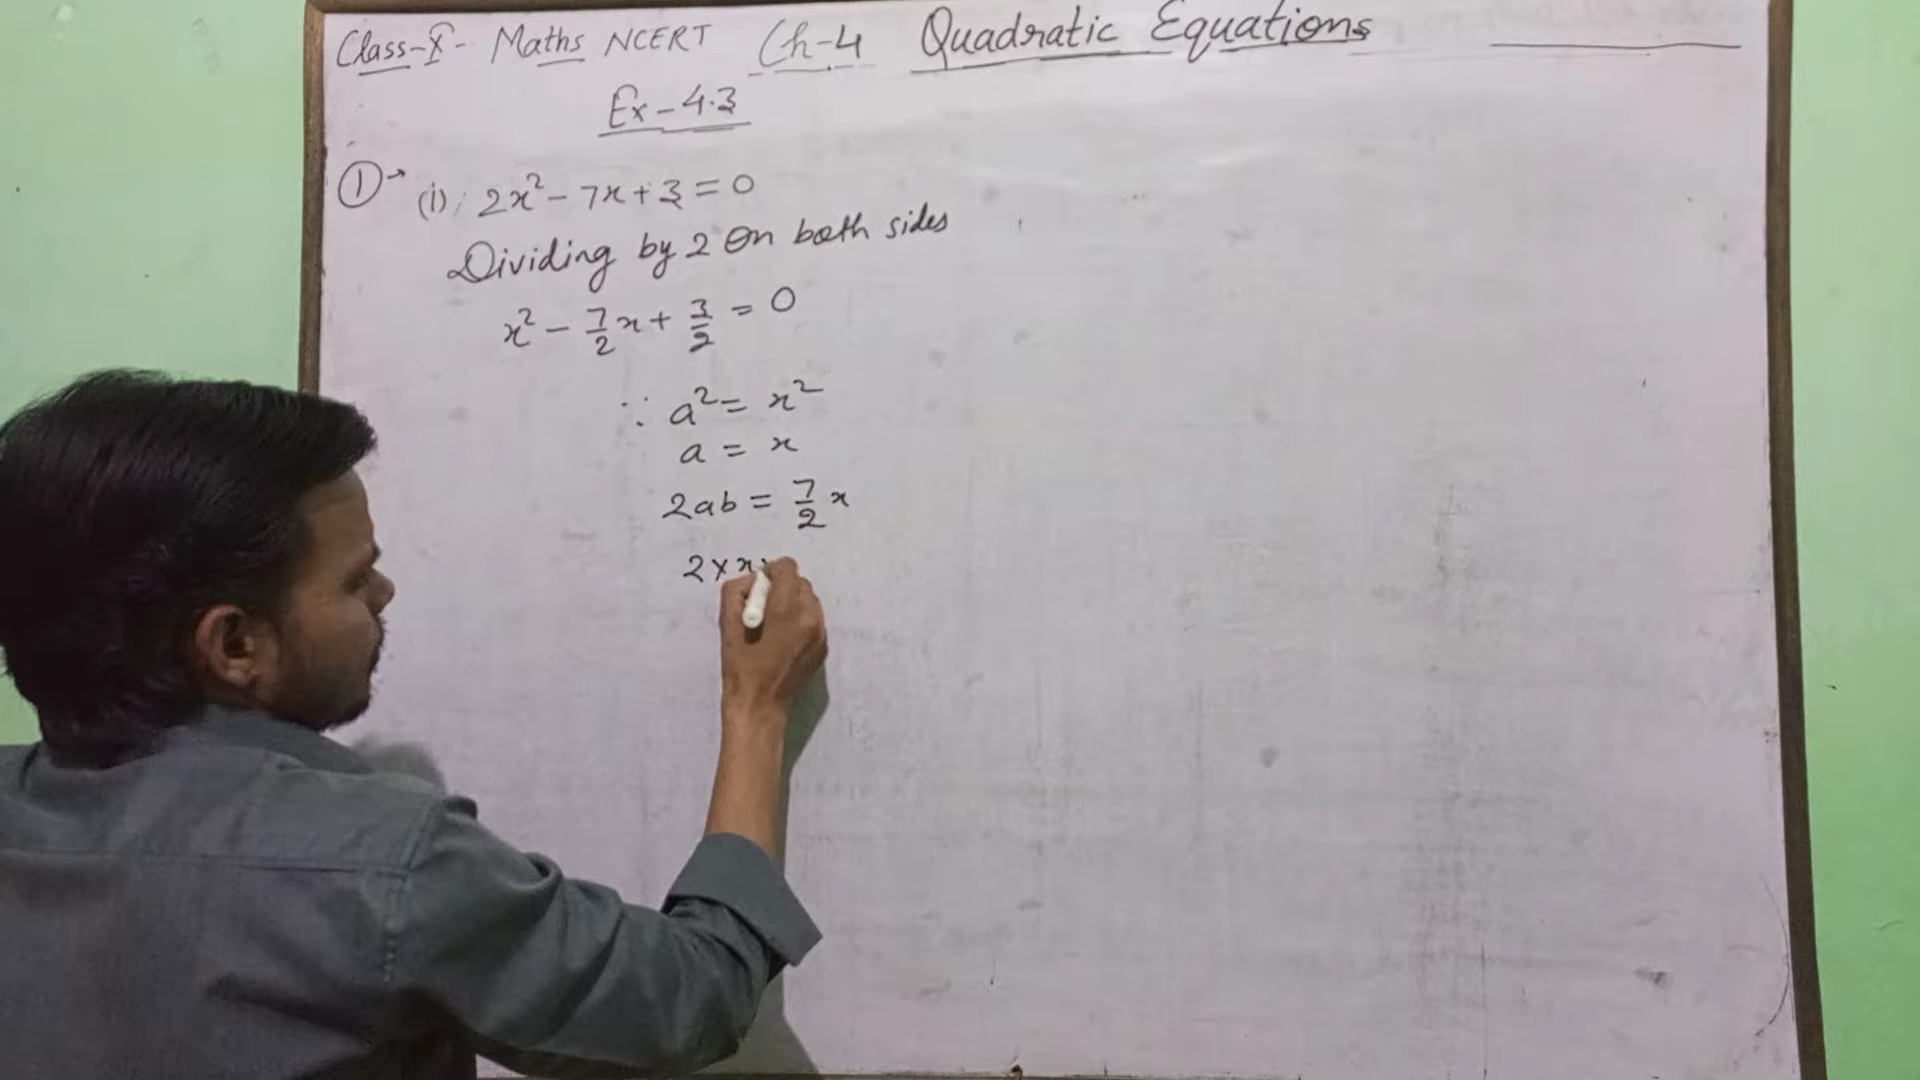 Class-X- Maths NCERT Ch-4 Quadratic Equations
Ex-4.3
① → (i), 2x² - 7x + 3 = 0
Dividing by 2 on both sides
x² - 7/2 x + 3/2 = 0
∵ a² = x²
a = x
2ab = 7/2 x
2 × x